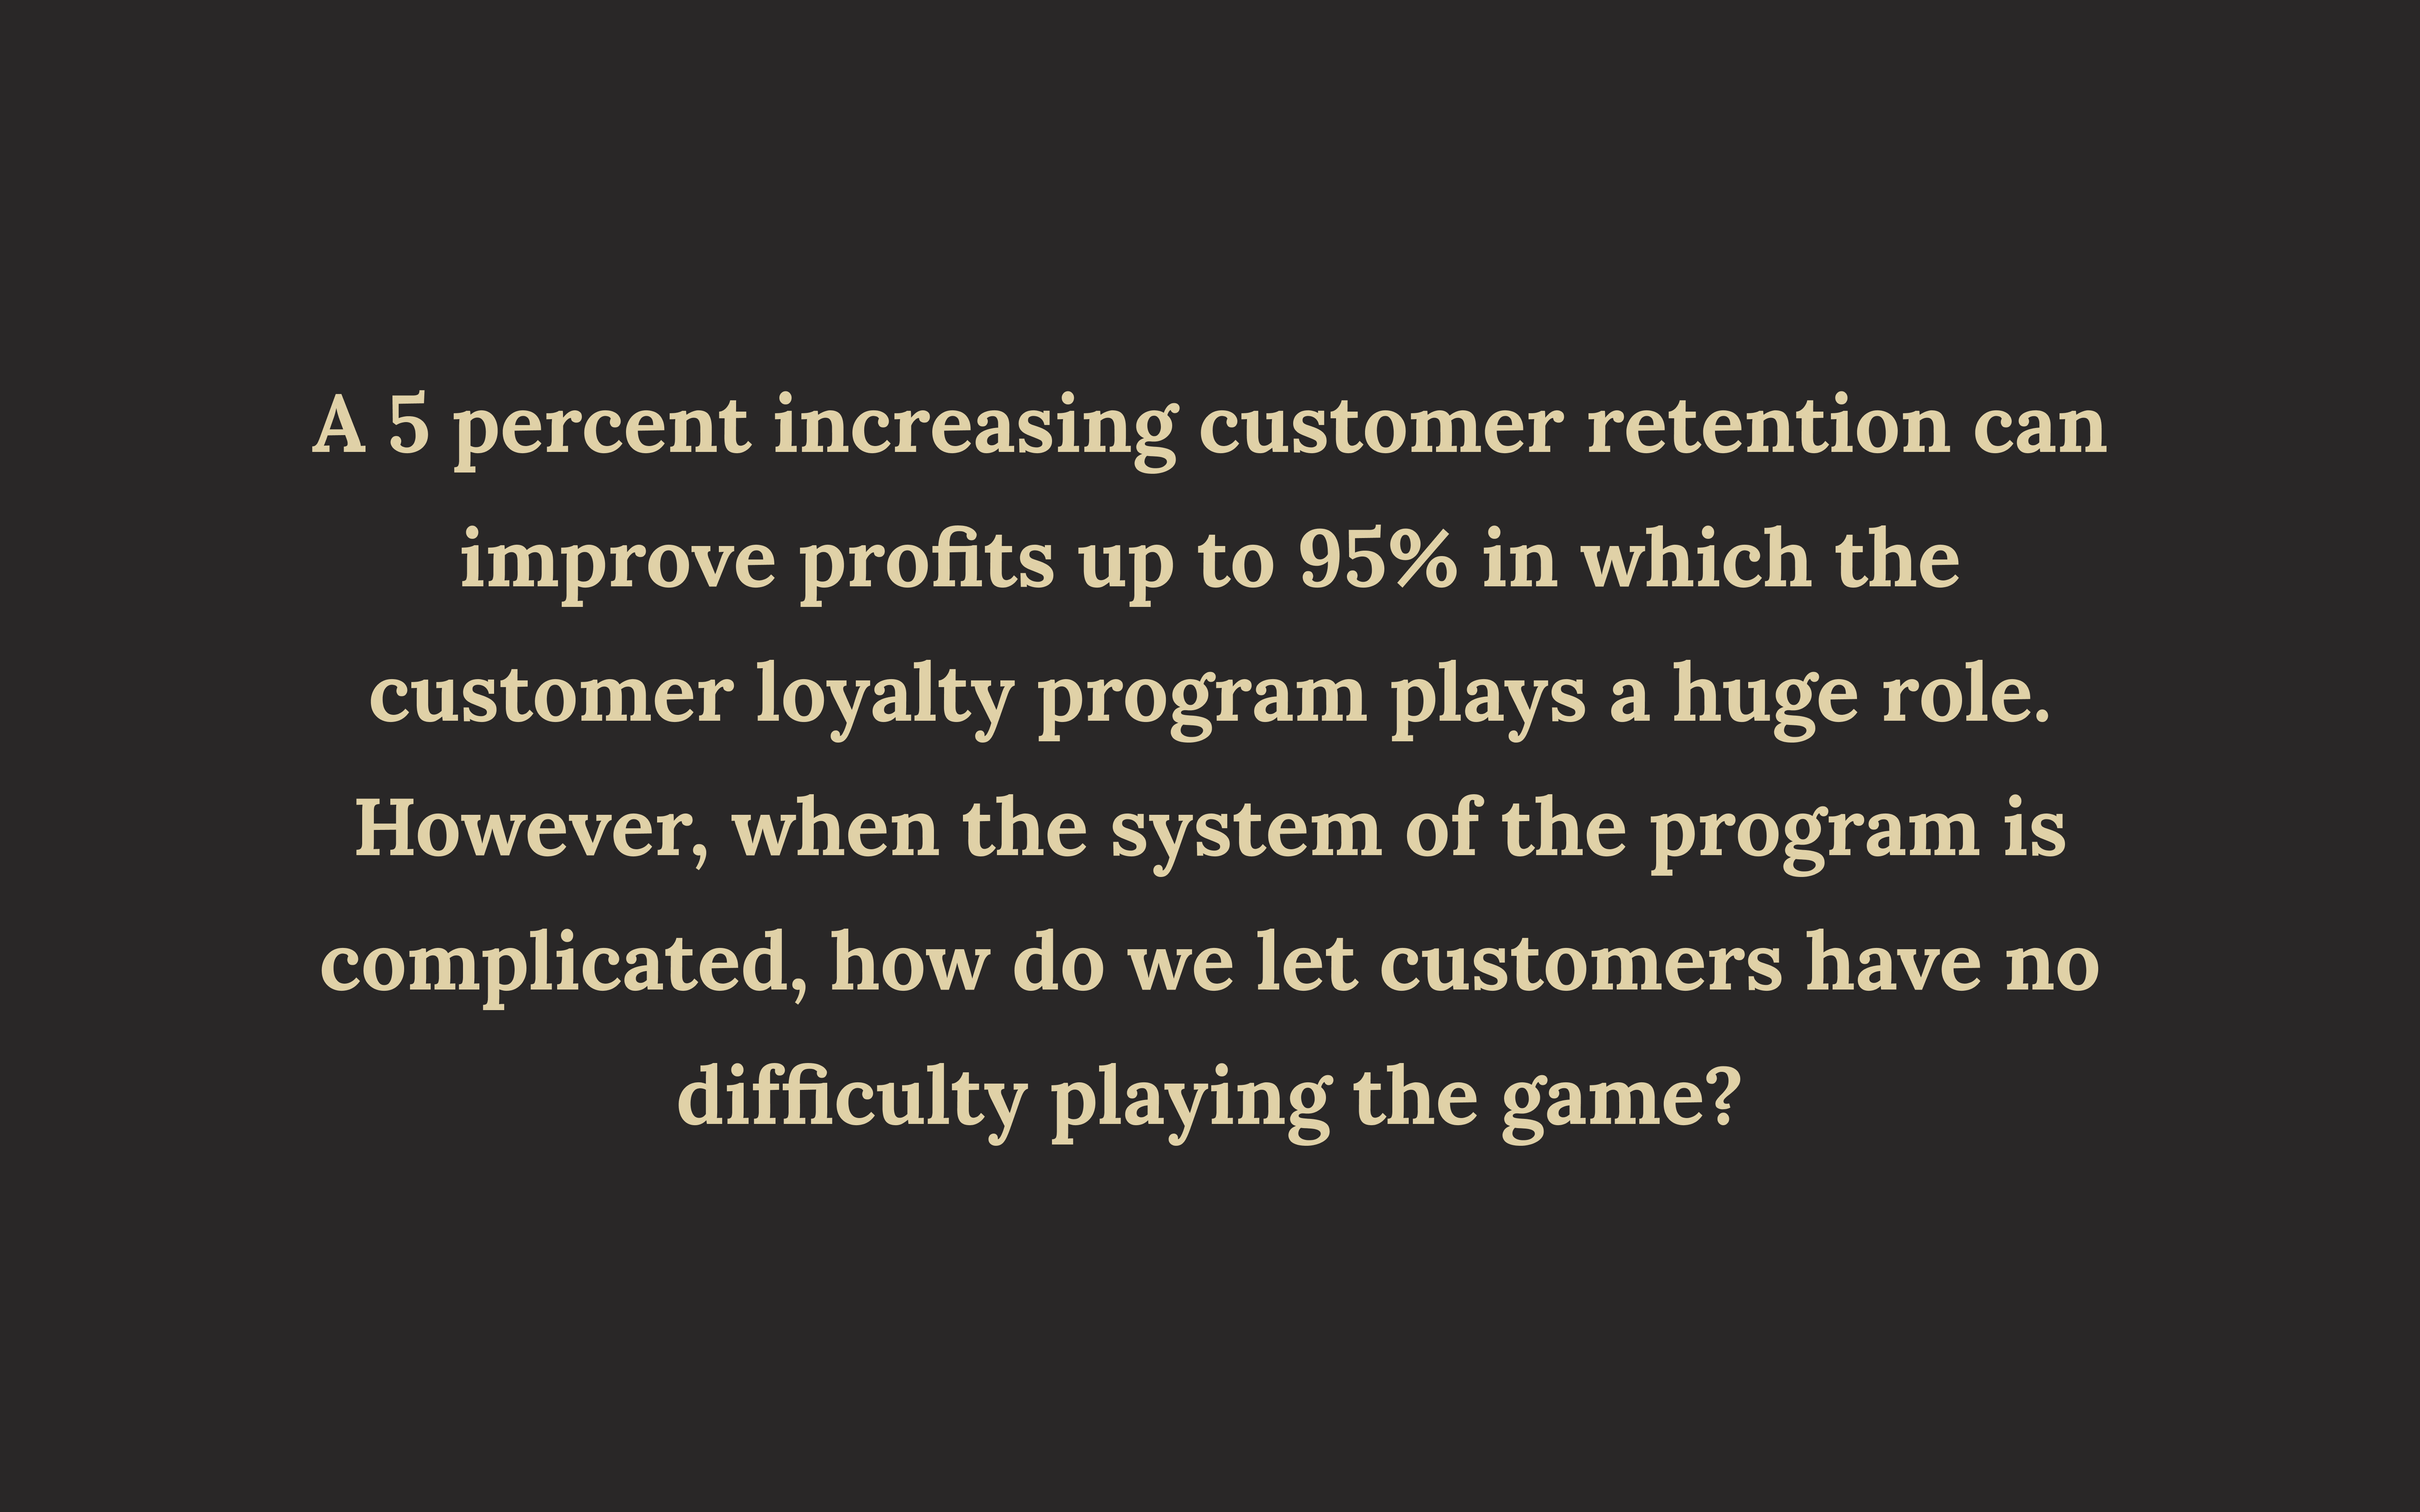 A 5 percent increasing customer retention can
improve profits up to 95% in which the
customer loyalty program plays a huge role.
However, when the system of the program is
complicated, how do we let customers have no
difficulty playing the game?